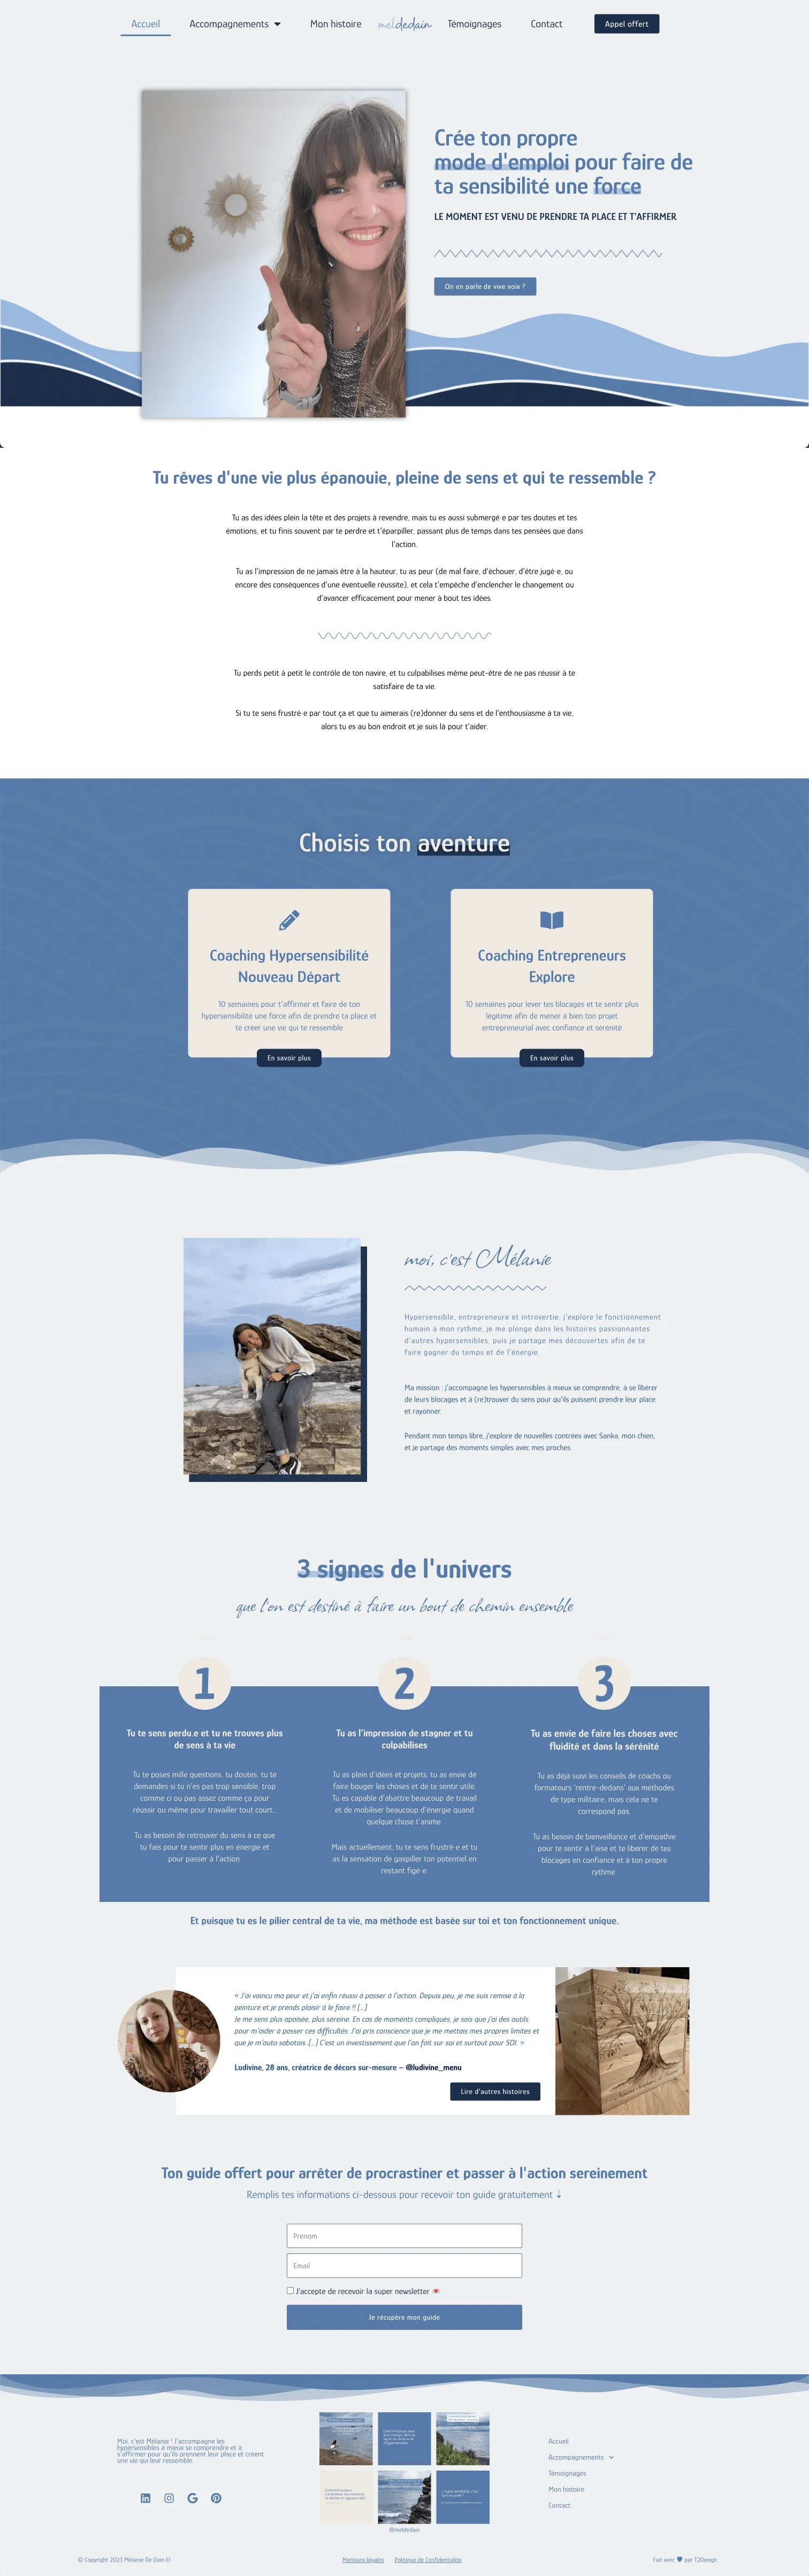 Accueil
Accompagnements
Mon histoire
meldedain
Témoignages
Contact
Appel offert
Crée ton propre
mode d'emploi pour faire de
ta sensibilité une force
LE MOMENT EST VENU DE PRENDRE TA PLACE ET T'AFFIRMER
On en parle de vive voix ?
Tu rêves d'une vie plus épanouie, pleine de sens et qui te ressemble ?
Tu as des idées plein la tête et des projets à revendre, mais tu es aussi submergé·e par tes doutes et tes
émotions, et tu finis souvent par te perdre et t'éparpiller, passant plus de temps dans tes pensées que dans
l'action.
Tu as l'impression de ne jamais être à la hauteur, tu as peur (de mal faire, d'échouer, d'être jugé·e, ou
encore des conséquences d'une éventuelle réussite), et cela t'empêche d'enclencher le changement ou
d'avancer efficacement pour mener à bout tes idées.
Tu perds petit à petit le contrôle de ton navire, et tu culpabilises même peut-être de ne pas réussir à te
satisfaire de ta vie.
Si tu te sens frustré·e par tout ça et que tu aimerais (re)donner du sens et de l'enthousiasme à ta vie,
alors tu es au bon endroit et je suis là pour t'aider.
Choisis ton aventure
Coaching Hypersensibilité
Nouveau Départ
10 semaines pour t'affirmer et faire de ton
hypersensibilité une force afin de prendre ta place et
te créer une vie qui te ressemble
En savoir plus
Coaching Entrepreneurs
Explore
10 semaines pour lever tes blocages et te sentir plus
légitime afin de mener à bien ton projet
entrepreneurial avec confiance et sérénité
En savoir plus
moi, c'est Mélanie
Hypersensible, entrepreneure et introvertie, j'explore le fonctionnement
humain à mon rythme, je me plonge dans les histoires passionnantes
d'autres hypersensibles, puis je partage mes découvertes afin de te
faire gagner du temps et de l'énergie.
Ma mission : j'accompagne les hypersensibles à mieux se comprendre, à se libérer
de leurs blocages et à (re)trouver du sens pour qu'ils puissent prendre leur place
et rayonner.
Pendant mon temps libre, j'explore de nouvelles contrées avec Sanka, mon chien,
et je partage des moments simples avec mes proches.
3 signes de l'univers
que l'on est destiné à faire un bout de chemin ensemble
1
Tu te sens perdu.e et tu ne trouves plus
de sens à ta vie
Tu te poses mille questions, tu doutes, tu te
demandes si tu n'es pas trop sensible, trop
comme ci ou pas assez comme ça pour
réussir ou même pour travailler tout court...
Tu as besoin de retrouver du sens à ce que
tu fais pour te sentir plus en énergie et
pour passer à l'action.
2
Tu as l'impression de stagner et tu
culpabilises
Tu as plein d'idées et projets, tu as envie de
faire bouger les choses et de te sentir utile.
Tu es capable d'abattre beaucoup de travail
et de mobiliser beaucoup d'énergie quand
quelque chose t'anime.
Mais actuellement, tu te sens frustré·e et tu
as la sensation de gaspiller ton potentiel en
restant figé·e.
3
Tu as envie de faire les choses avec
fluidité et dans la sérénité
Tu as déjà suivi les conseils de coachs ou
formateurs 'rentre-dedans' aux méthodes
de type militaire, mais cela ne te
correspond pas.
Tu as besoin de bienveillance et d'empathie
pour te sentir à l'aise et te libérer de tes
blocages en confiance et à ton propre
rythme.
Et puisque tu es le pilier central de ta vie, ma méthode est basée sur toi et ton fonctionnement unique.
« J'ai vaincu ma peur et j'ai enfin réussi à passer à l'action. Depuis peu, je me suis remise à la
peinture et je prends plaisir à le faire !! [...]
Je me sens plus apaisée, plus sereine. En cas de moments compliqués, je sais que j'ai des outils
pour m'aider à passer ces difficultés. J'ai pris conscience que je me mettais mes propres limites et
que je m'auto sabotais. [...] C'est un investissement que l'on fait sur soi et surtout pour SOI. »
Ludivine, 28 ans, créatrice de décors sur-mesure – @ludivine_menu
Lire d'autres histoires
Ton guide offert pour arrêter de procrastiner et passer à l'action sereinement
Remplis tes informations ci-dessous pour recevoir ton guide gratuitement ↓
Prénom
Email
J'accepte de recevoir la super newsletter 💌
Je récupère mon guide
Moi, c'est Mélanie ! J'accompagne les
hypersensibles à mieux se comprendre et à
s'affirmer pour qu'ils prennent leur place et créent
une vie qui leur ressemble.
@meldedain
Accueil
Accompagnements
Témoignages
Mon histoire
Contact
© Copyright 2023 Mélanie De Dain EI
Mentions légales
Politique de Confidentialité
Fait avec ♥ par T2Design